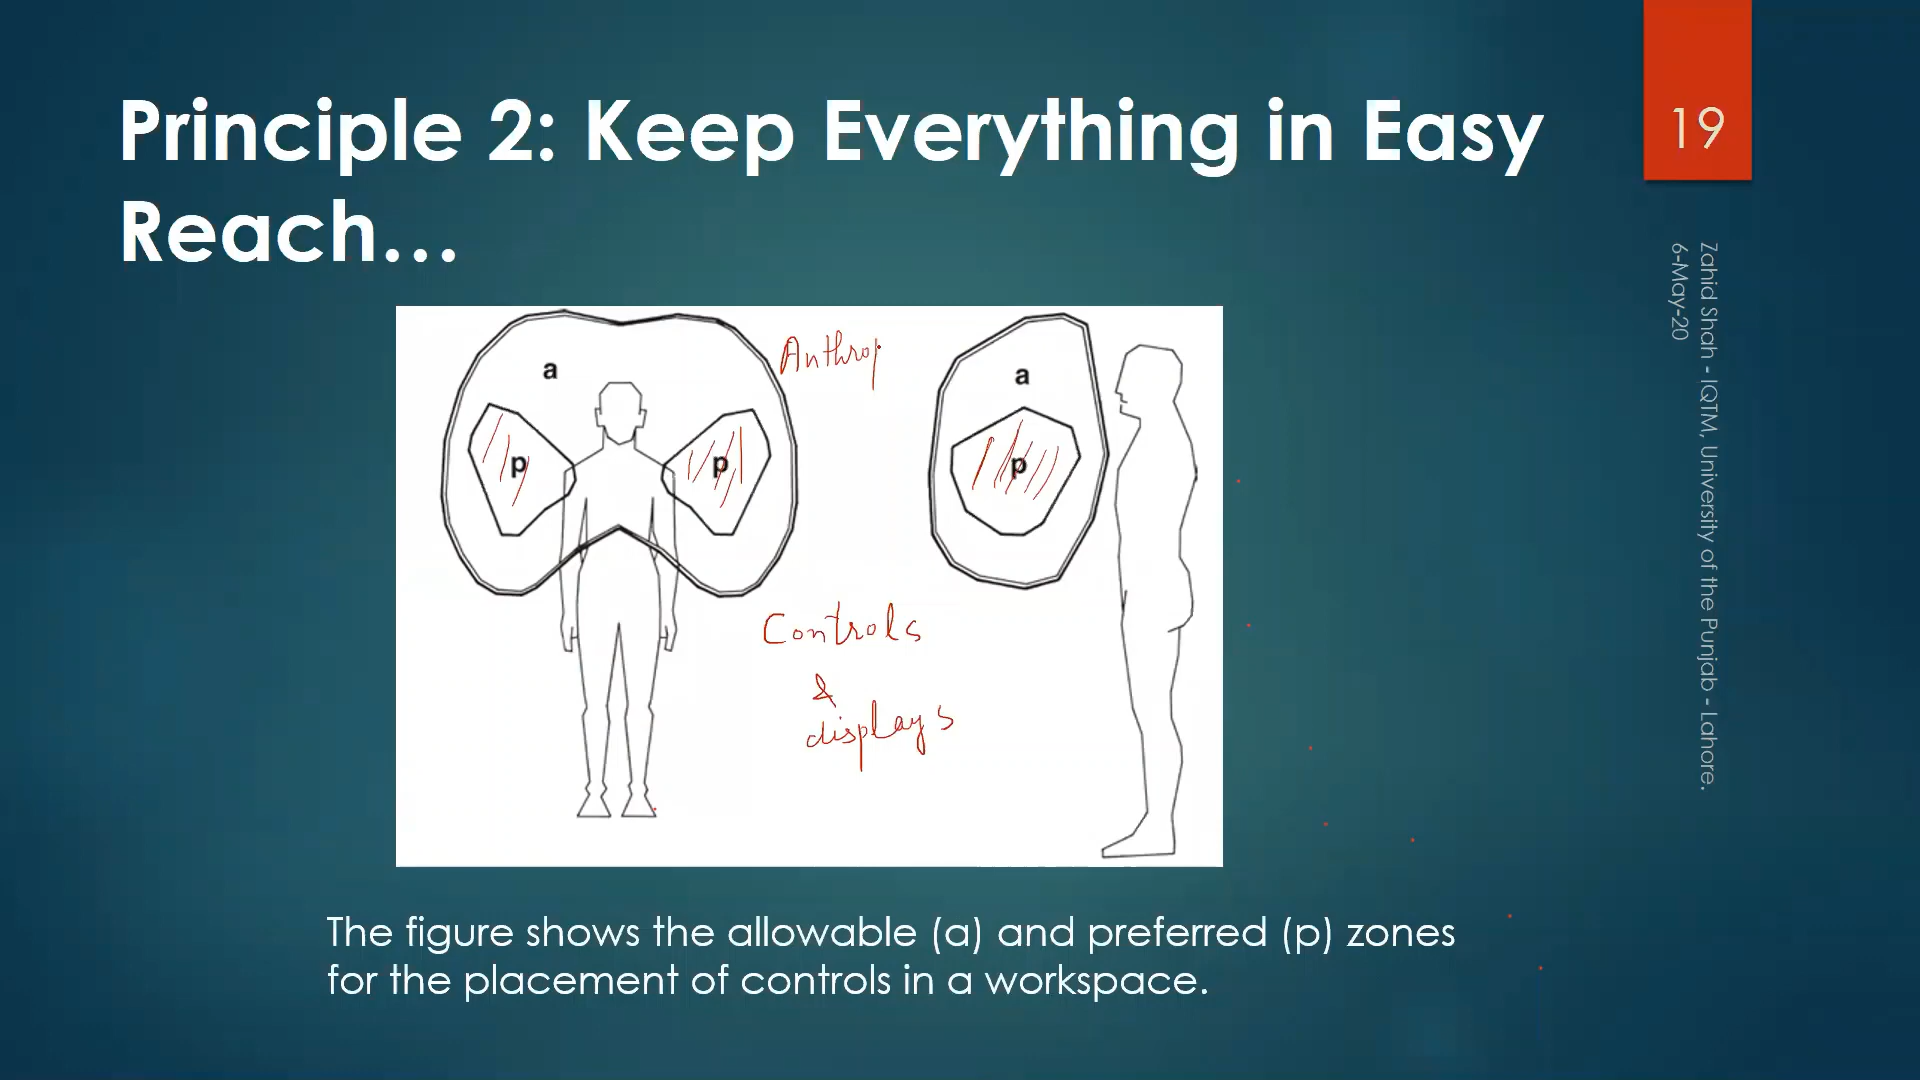 Principle 2: Keep Everything in Easy
Reach...
19
Zahid Shah - IQTM, University of the Punjab - Lahore.
6-May-20
a
p
p
Anthrop
a
p
Controls
&
displays
The figure shows the allowable (a) and preferred (p) zones
for the placement of controls in a workspace.